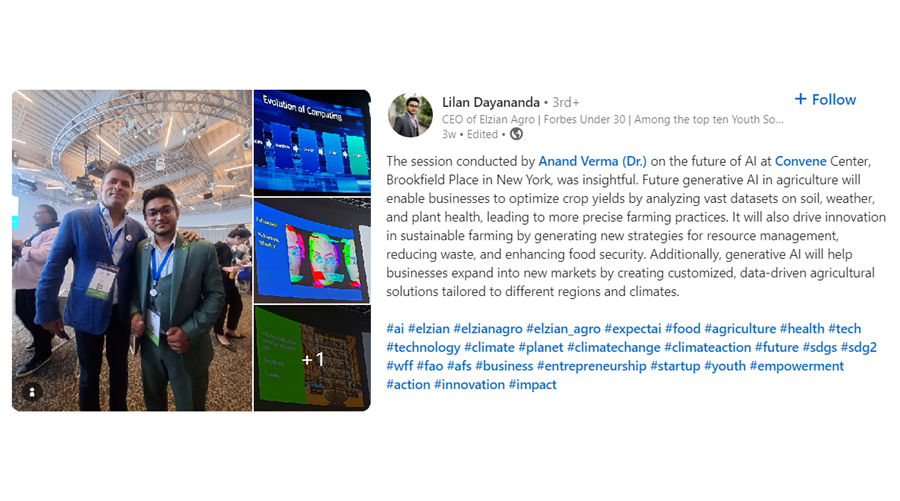 Evolution of Computing
+1
Lilan Dayananda • 3rd+
+ Follow
CEO of Elzian Agro | Forbes Under 30 | Among the top ten Youth So...
3w • Edited •
The session conducted by Anand Verma (Dr.) on the future of AI at Convene Center,
Brookfield Place in New York, was insightful. Future generative AI in agriculture will
enable businesses to optimize crop yields by analyzing vast datasets on soil, weather,
and plant health, leading to more precise farming practices. It will also drive innovation
in sustainable farming by generating new strategies for resource management,
reducing waste, and enhancing food security. Additionally, generative AI will help
businesses expand into new markets by creating customized, data-driven agricultural
solutions tailored to different regions and climates.
#ai #elzian #elzianagro #elzian_agro #expectai #food #agriculture #health #tech
#technology #climate #planet #climatechange #climateaction #future #sdgs #sdg2
#wff #fao #afs #business #entrepreneurship #startup #youth #empowerment
#action #innovation #impact